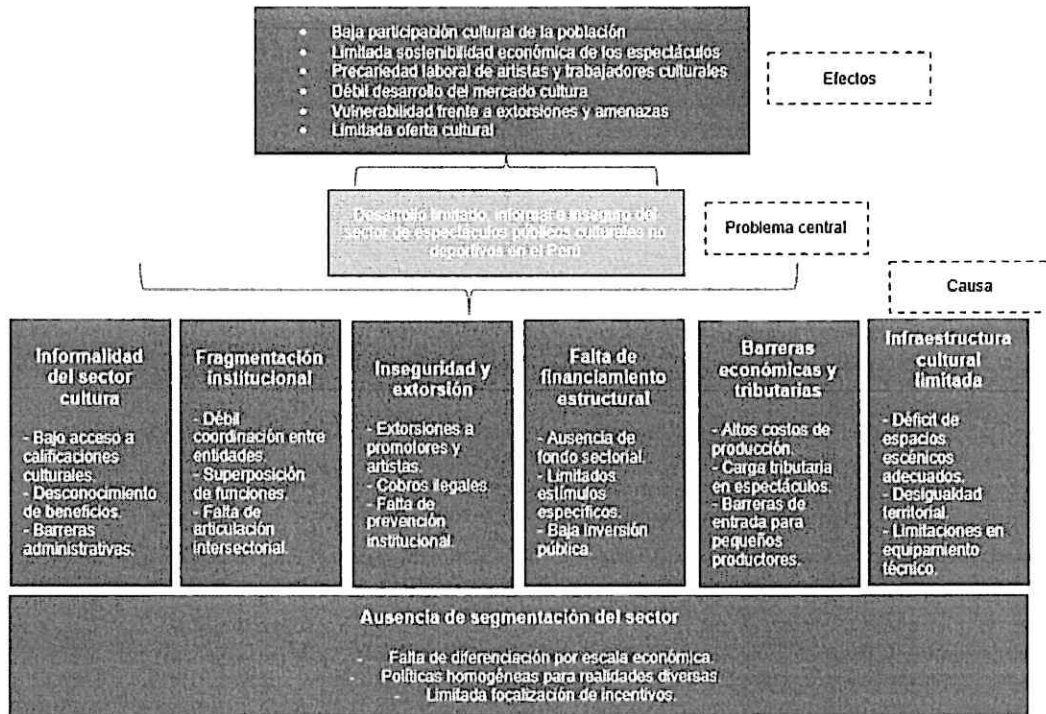 • Baja participación cultural de la población
• Limitada sostenibilidad económica de los espectáculos
• Precariedad laboral de artistas y trabajadores culturales
• Débil desarrollo del mercado cultura
• Vulnerabilidad frente a extorsiones y amenazas
• Limitada oferta cultural
Efectos
Desarrollo limitado, informal e inseguro del
sector de espectáculos públicos culturales no
deportivos en el Perú
Problema central
Causa
Informalidad
del sector
cultura
- Bajo acceso a
calificaciones
culturales.
- Desconocimiento
de beneficios.
- Barreras
administrativas.
Fragmentación
institucional
- Débil
coordinación entre
entidades.
- Superposición
de funciones.
- Falta de
articulación
intersectorial.
Inseguridad y
extorsión
- Extorsiones a
promotores y
artistas.
- Cobros ilegales.
- Falta de
prevención
institucional.
Falta de
financiamiento
estructural
- Ausencia de
fondo sectorial.
- Limitados
estímulos
específicos.
- Baja inversión
pública.
Barreras
económicas y
tributarias
- Altos costos de
producción.
- Carga tributaria
en espectáculos.
- Barreras de
entrada para
pequeños
productores.
Infraestructura
cultural
limitada
- Déficit de
espacios
escénicos
adecuados.
- Desigualdad
territorial.
- Limitaciones en
equipamiento
técnico.
Ausencia de segmentación del sector
- Falta de diferenciación por escala económica.
- Políticas homogéneas para realidades diversas.
- Limitada focalización de incentivos.